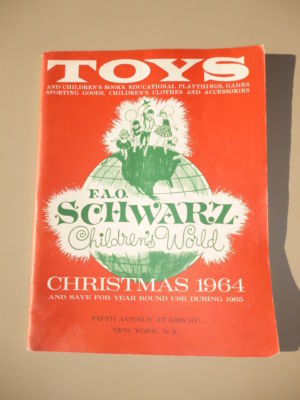 TOYS
AND CHILDREN'S BOOKS, EDUCATIONAL PLAYTHINGS, GAMES
SPORTING GOODS, CHILDREN'S CLOTHES AND ACCESSORIES
F.A.O.
SCHWARZ
Children's World
CHRISTMAS 1964
AND SAVE FOR YEAR ROUND USE DURING 1965
FIFTH AVENUE AT 58th ST.
NEW YORK, N.Y.